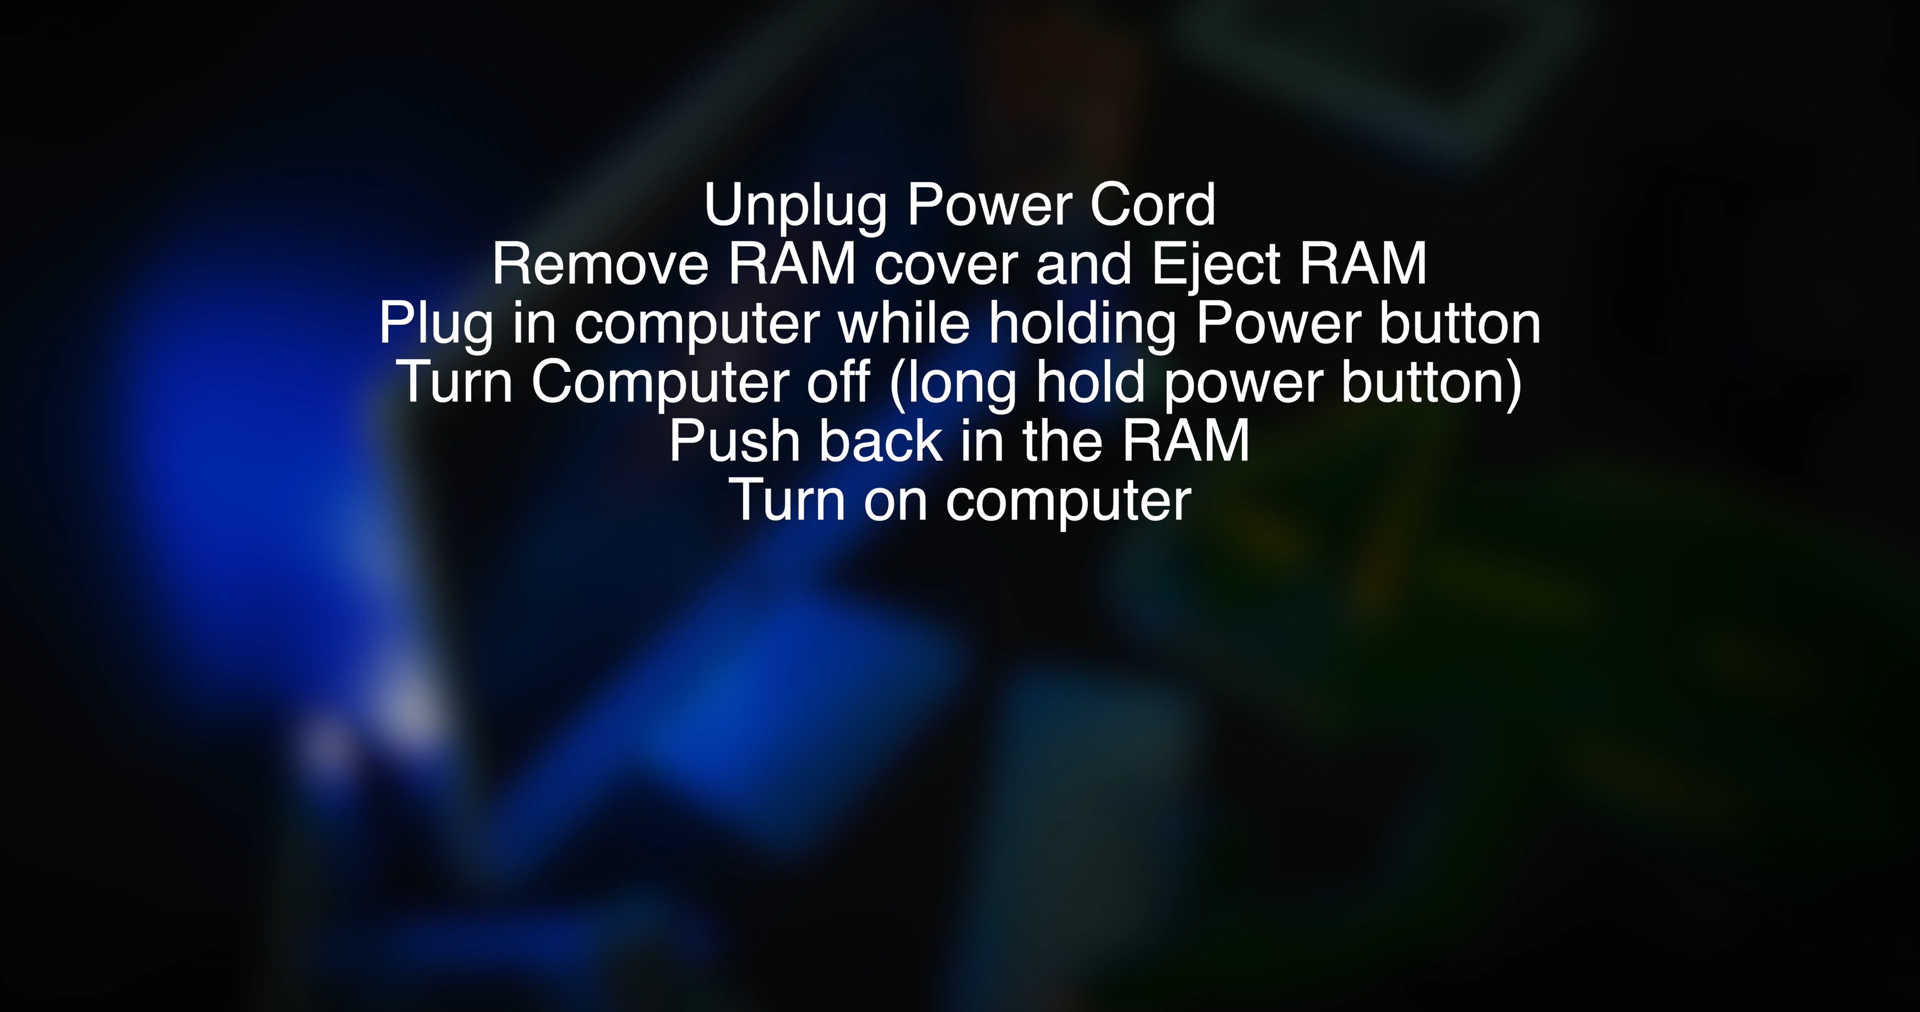 Unplug Power Cord
Remove RAM cover and Eject RAM
Plug in computer while holding Power button
Turn Computer off (long hold power button)
Push back in the RAM
Turn on computer